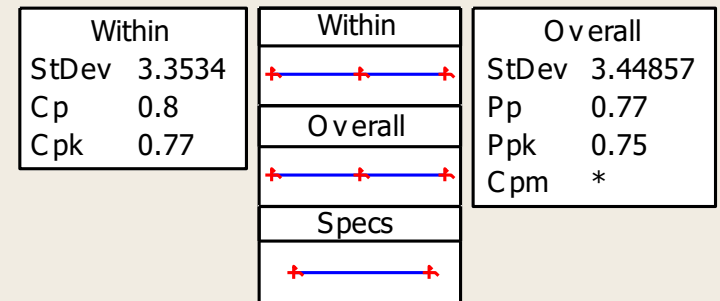 Within
StDev 3.3534
Cp 0.8
Cpk 0.77
Within
Overall
Specs
Overall
StDev 3.44857
Pp 0.77
Ppk 0.75
Cpm *